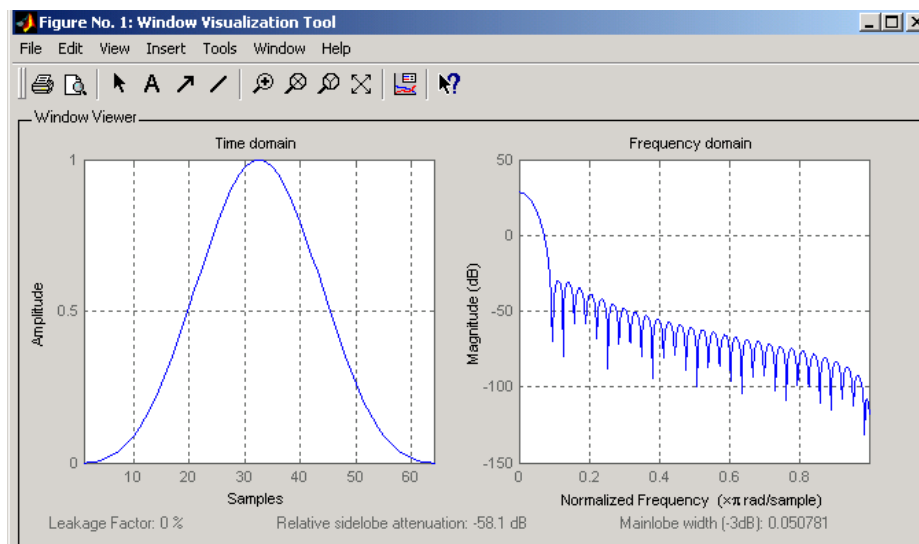 Figure No. 1: Window Visualization Tool
File Edit View Insert Tools Window Help
A
Window Viewer
Time domain
1
0.5
0
10 20 30 40 50 60
Amplitude
Samples
Frequency domain
50
0
-50
-100
-150
0 0.2 0.4 0.6 0.8
Magnitude (dB)
Normalized Frequency (×π rad/sample)
Leakage Factor: 0 %
Relative sidelobe attenuation: -58.1 dB
Mainlobe width (-3dB): 0.050781